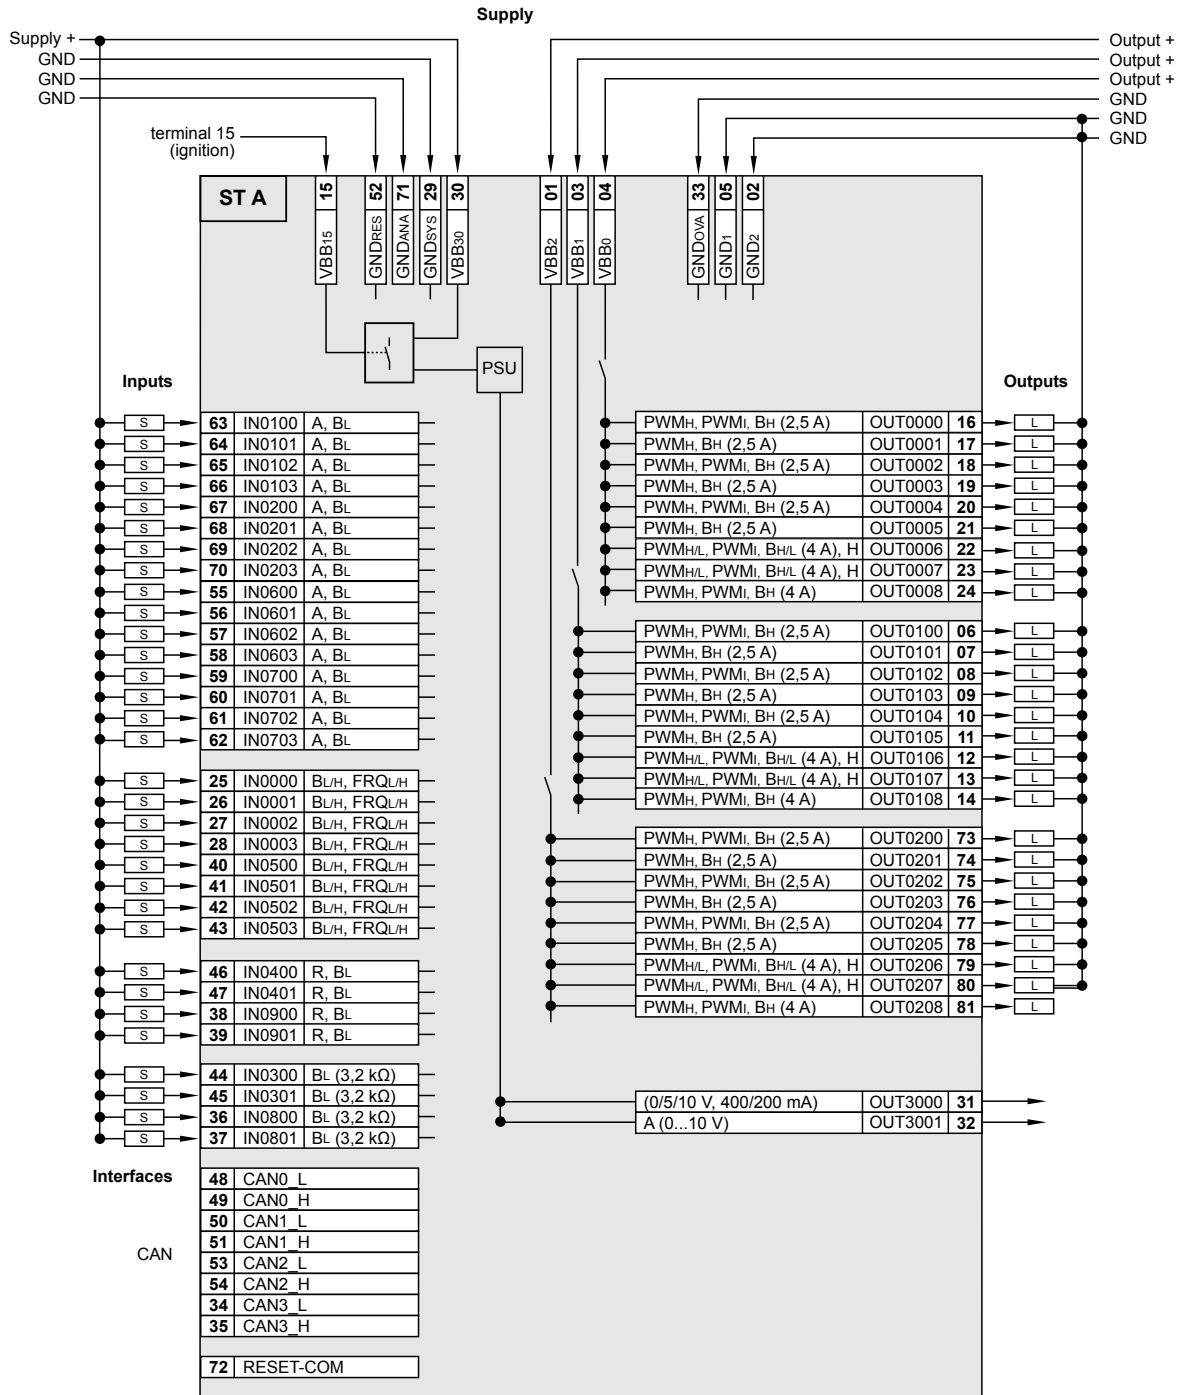 Supply
Supply +
GND
GND
GND
Output +
Output +
Output +
GND
GND
GND
terminal 15
(ignition)
ST A
15 VBB15
52 GNDRES
71 GNDANA
29 GNDSYS
30 VBB30
01 VBB2
03 VBB1
04 VBB0
33 GNDOVA
05 GND1
02 GND2
PSU
Inputs
S 63 IN0100 A, BL
S 64 IN0101 A, BL
S 65 IN0102 A, BL
S 66 IN0103 A, BL
S 67 IN0200 A, BL
S 68 IN0201 A, BL
S 69 IN0202 A, BL
S 70 IN0203 A, BL
S 55 IN0600 A, BL
S 56 IN0601 A, BL
S 57 IN0602 A, BL
S 58 IN0603 A, BL
S 59 IN0700 A, BL
S 60 IN0701 A, BL
S 61 IN0702 A, BL
S 62 IN0703 A, BL
S 25 IN0000 BL/H, FRQL/H
S 26 IN0001 BL/H, FRQL/H
S 27 IN0002 BL/H, FRQL/H
S 28 IN0003 BL/H, FRQL/H
S 40 IN0500 BL/H, FRQL/H
S 41 IN0501 BL/H, FRQL/H
S 42 IN0502 BL/H, FRQL/H
S 43 IN0503 BL/H, FRQL/H
S 46 IN0400 R, BL
S 47 IN0401 R, BL
S 38 IN0900 R, BL
S 39 IN0901 R, BL
S 44 IN0300 BL (3,2 kΩ)
S 45 IN0301 BL (3,2 kΩ)
S 36 IN0800 BL (3,2 kΩ)
S 37 IN0801 BL (3,2 kΩ)
Interfaces
CAN
48 CAN0_L
49 CAN0_H
50 CAN1_L
51 CAN1_H
53 CAN2_L
54 CAN2_H
34 CAN3_L
35 CAN3_H
72 RESET-COM
Outputs
PWMH, PWMI, BH (2,5 A) OUT0000 16 L
PWMH, BH (2,5 A) OUT0001 17 L
PWMH, PWMI, BH (2,5 A) OUT0002 18 L
PWMH, BH (2,5 A) OUT0003 19 L
PWMH, PWMI, BH (2,5 A) OUT0004 20 L
PWMH, BH (2,5 A) OUT0005 21 L
PWMH/L, PWMI, BH/L (4 A), H OUT0006 22 L
PWMH/L, PWMI, BH/L (4 A), H OUT0007 23 L
PWMH, PWMI, BH (4 A) OUT0008 24 L
PWMH, PWMI, BH (2,5 A) OUT0100 06 L
PWMH, BH (2,5 A) OUT0101 07 L
PWMH, PWMI, BH (2,5 A) OUT0102 08 L
PWMH, BH (2,5 A) OUT0103 09 L
PWMH, PWMI, BH (2,5 A) OUT0104 10 L
PWMH, BH (2,5 A) OUT0105 11 L
PWMH/L, PWMI, BH/L (4 A), H OUT0106 12 L
PWMH/L, PWMI, BH/L (4 A), H OUT0107 13 L
PWMH, PWMI, BH (4 A) OUT0108 14 L
PWMH, PWMI, BH (2,5 A) OUT0200 73 L
PWMH, BH (2,5 A) OUT0201 74 L
PWMH, PWMI, BH (2,5 A) OUT0202 75 L
PWMH, BH (2,5 A) OUT0203 76 L
PWMH, PWMI, BH (2,5 A) OUT0204 77 L
PWMH, BH (2,5 A) OUT0205 78 L
PWMH/L, PWMI, BH/L (4 A), H OUT0206 79 L
PWMH/L, PWMI, BH/L (4 A), H OUT0207 80 L
PWMH, PWMI, BH (4 A) OUT0208 81 L
(0/5/10 V, 400/200 mA) OUT3000 31
A (0...10 V) OUT3001 32